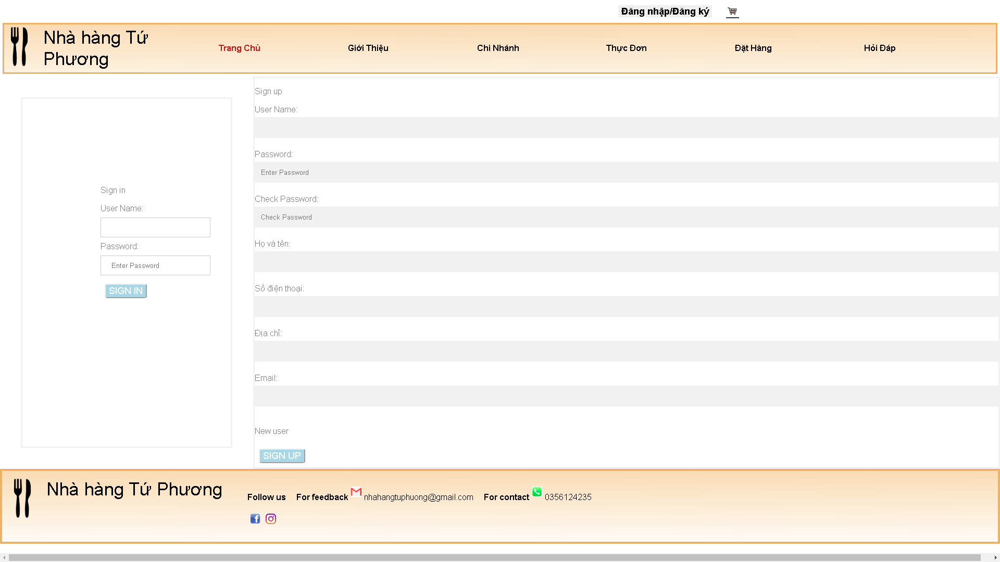 Đăng nhập/Đăng ký
Nhà hàng Tứ
Phương
Trang Chủ
Giới Thiệu
Chi Nhánh
Thực Đơn
Đặt Hàng
Hỏi Đáp
Sign in
User Name:
Password:
Enter Password
SIGN IN
Sign up
User Name:
Password:
Enter Password
Check Password:
Check Password
Họ và tên:
Số điện thoại:
Địa chỉ:
Email:
New user
SIGN UP
Nhà hàng Tứ Phương
Follow us
For feedback nhahangtuphuong@gmail.com
For contact 0356124235